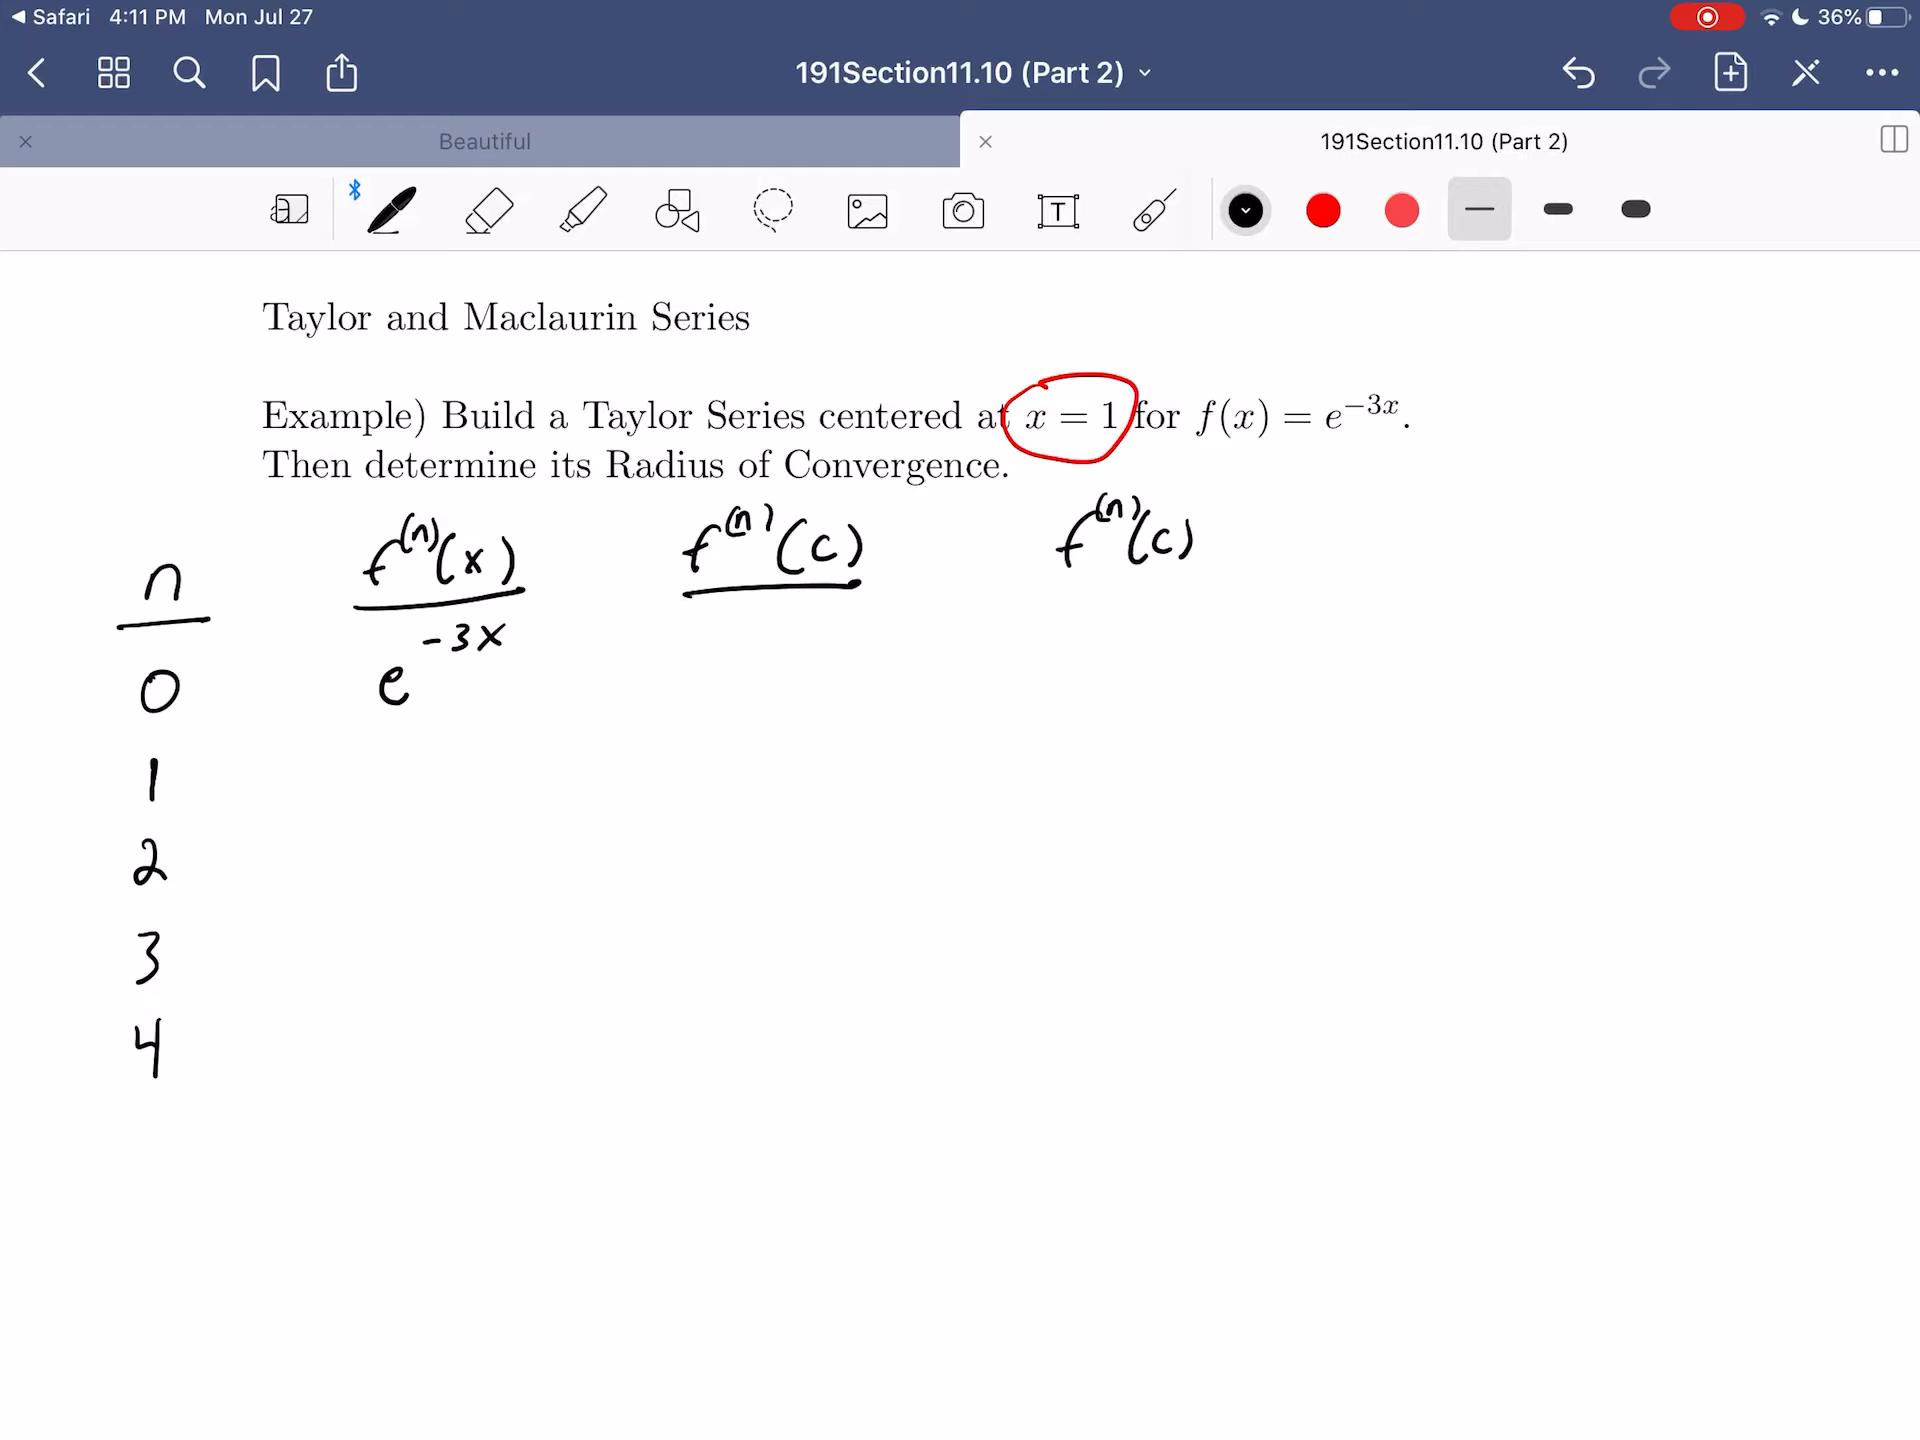 Safari 4:11 PM Mon Jul 27 36%
191Section11.10 (Part 2)
Beautiful 191Section11.10 (Part 2)
Taylor and Maclaurin Series
Example) Build a Taylor Series centered at x = 1 for f(x) = e^{-3x}.
Then determine its Radius of Convergence.
n f^{(n)}(x) f^{(n)}(c) f^{(n)}(c)
0 e^{-3x}
1
2
3
4